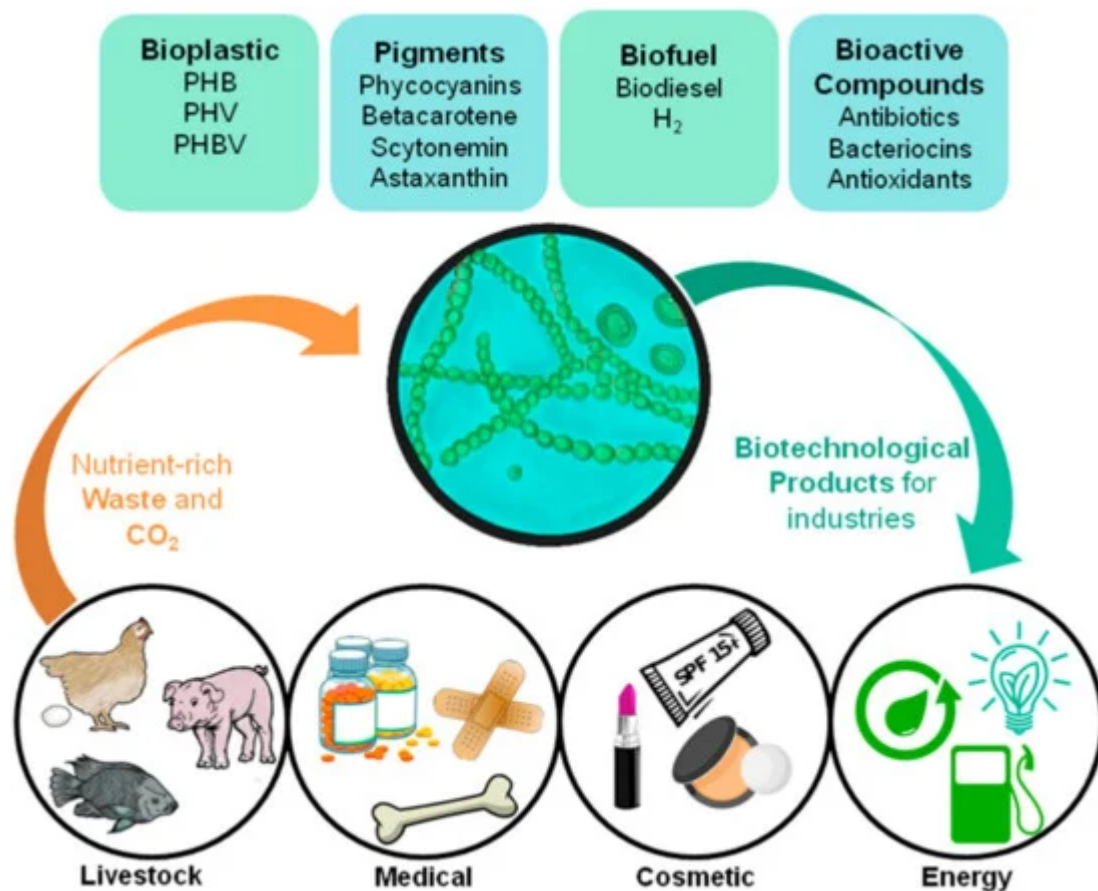 Bioplastic
PHB
PHV
PHBV
Pigments
Phycocyanins
Betacarotene
Scytonemin
Astaxanthin
Biofuel
Biodiesel
H₂
Bioactive
Compounds
Antibiotics
Bacteriocins
Antioxidants
Nutrient-rich
Waste and
CO₂
Biotechnological
Products for
industries
SPF 15+
Livestock
Medical
Cosmetic
Energy